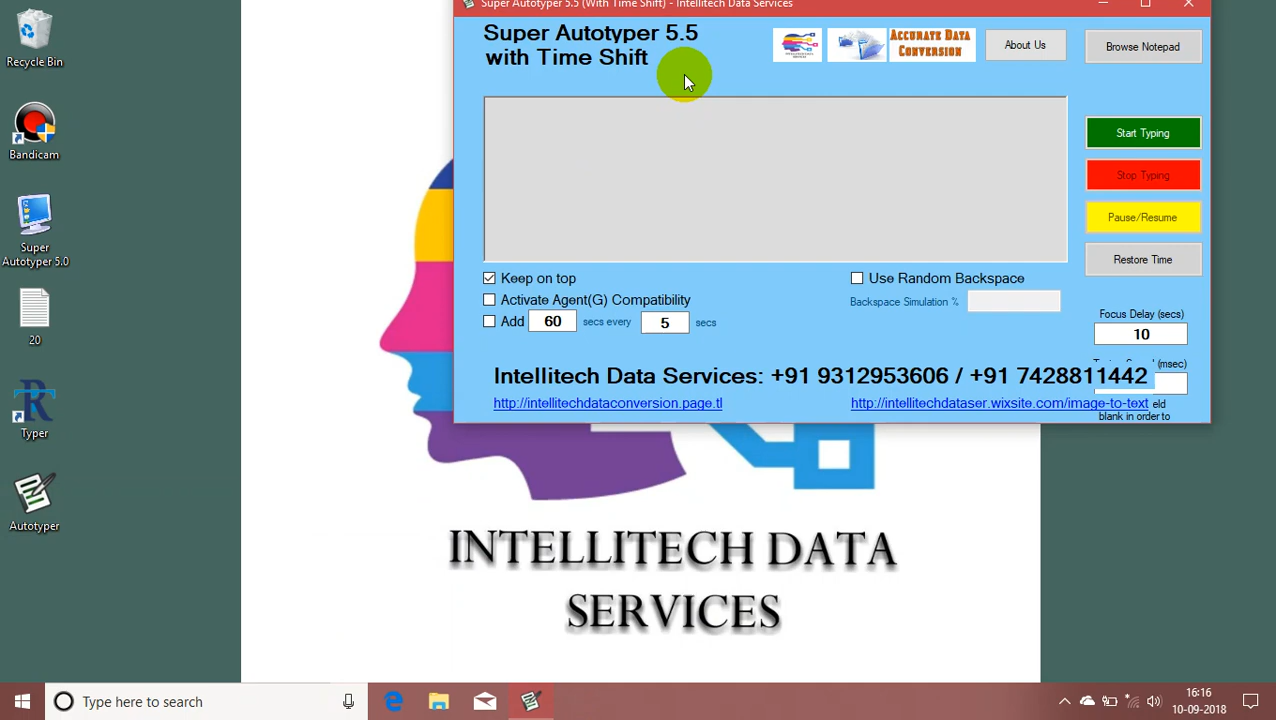 Super Autotyper 5.5 (With Time Shift) - Intellitech Data Services
Recycle Bin
Bandicam
Super
Autotyper 5.0
20
Typer
Autotyper
Super Autotyper 5.5
with Time Shift
ACCURATE DATA
CONVERSION
About Us
Browse Notepad
Start Typing
Stop Typing
Pause/Resume
Restore Time
Keep on top
Use Random Backspace
Activate Agent(G) Compatibility
Backspace Simulation %
Add 60 secs every 5 secs
Focus Delay (secs)
10
(msec)
Intellitech Data Services: +91 9312953606 / +91 7428811442
http://intellitechdataconversion.page.tl
http://intellitechdataser.wixsite.com/image-to-text
eld
blank in order to
INTELLITECH DATA
SERVICES
Type here to search
16:16
10-09-2018